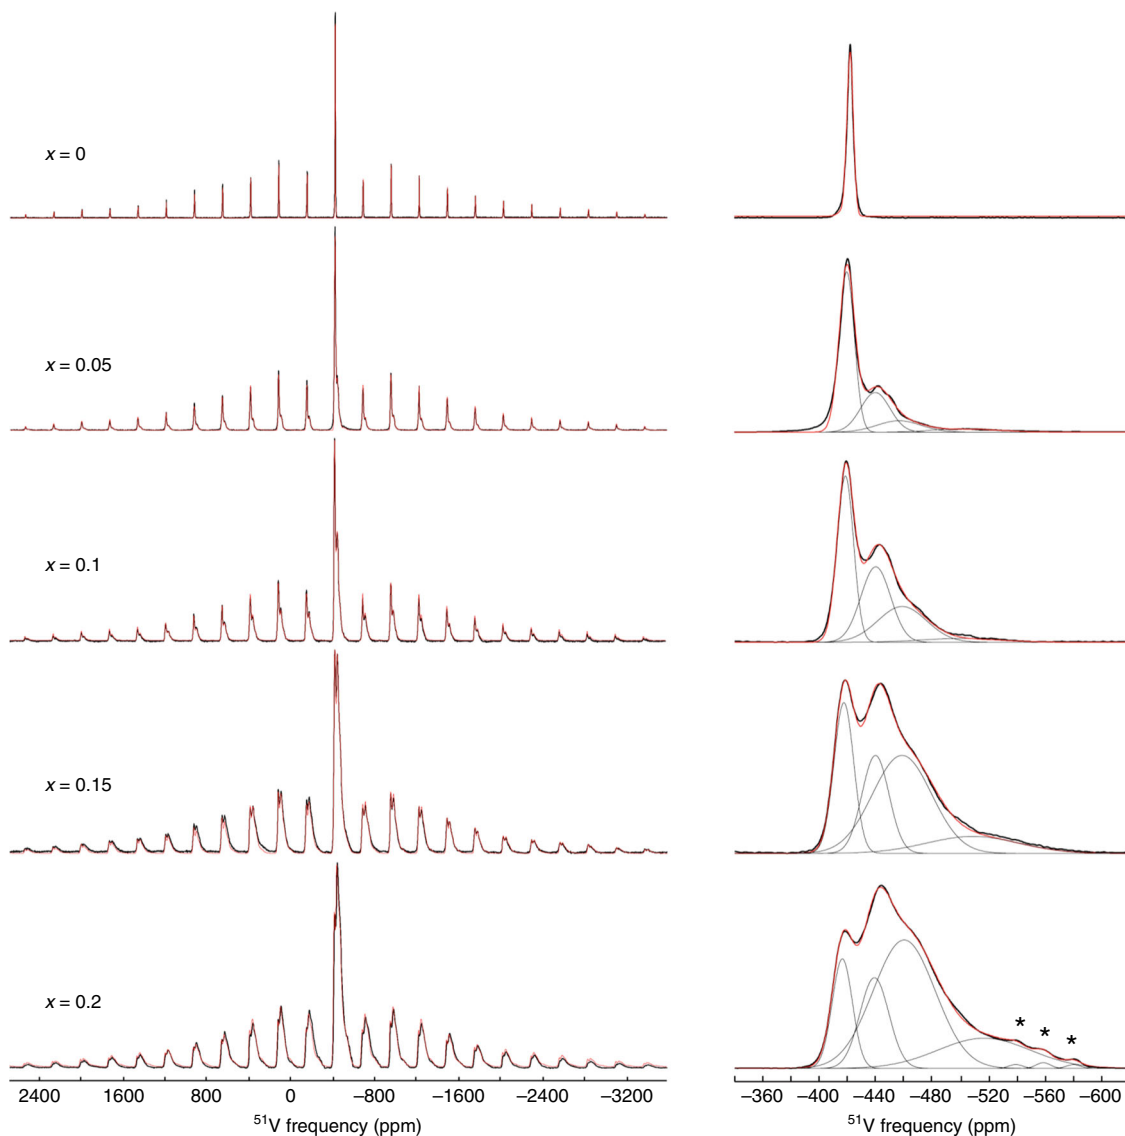 x = 0
x = 0.05
x = 0.1
x = 0.15
x = 0.2
* * *
2400 1600 800 0 –800 –1600 –2400 –3200
–360 –400 –440 –480 –520 –560 –600
⁵¹V frequency (ppm)
⁵¹V frequency (ppm)